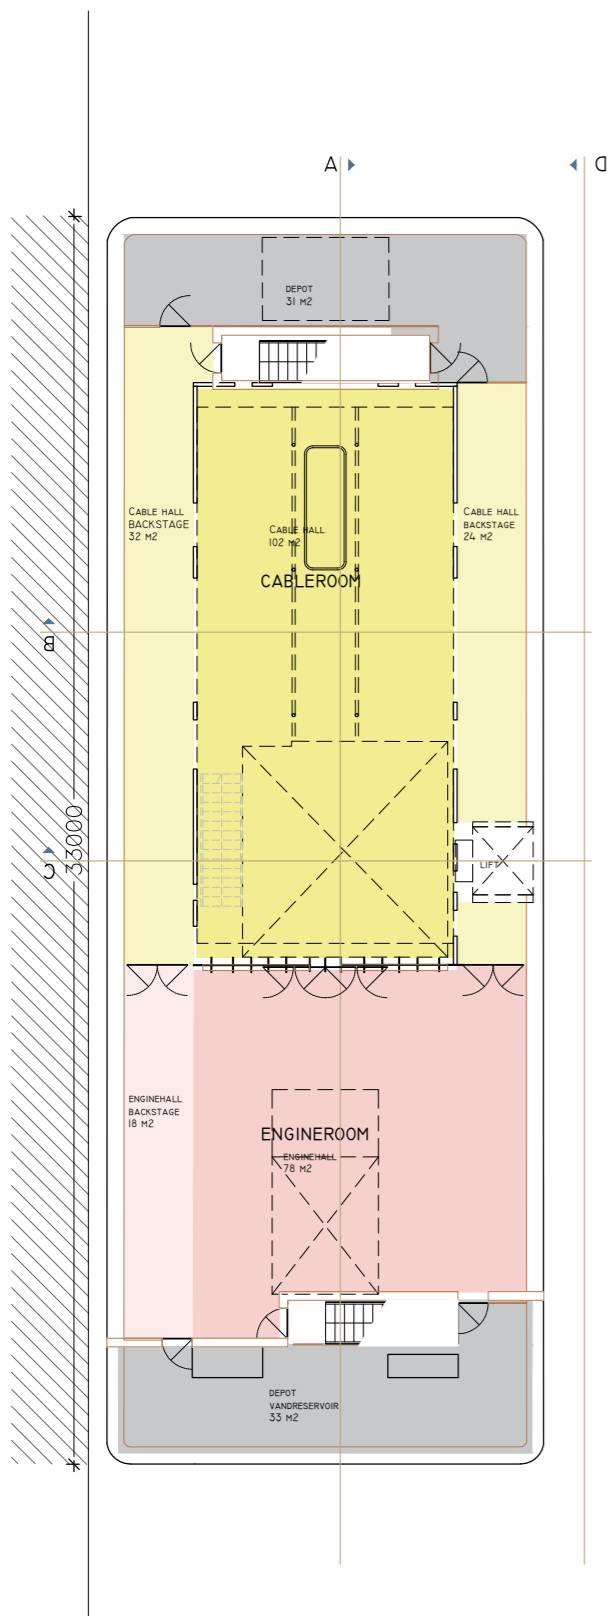 A D
DEPOT
31 M2
CABLE HALL
BACKSTAGE
32 M2
CABLE HALL
102 M2
CABLE HALL
BACKSTAGE
24 M2
CABLEROOM
B
33000
C
LIFT
ENGINEHALL
BACKSTAGE
18 M2
ENGINEROOM
ENGINEHALL
78 M2
DEPOT
VANDRESERVOIR
33 M2